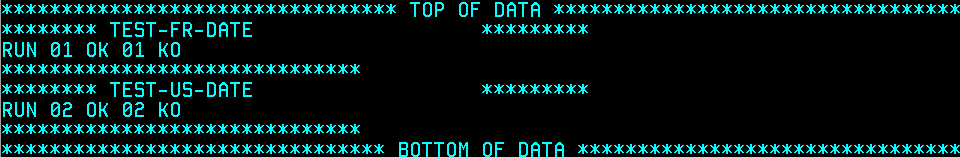 ********************************* TOP OF DATA **********************************
******** TEST-FR-DATE                   *********
RUN 01 OK 01 KO
******************************
******** TEST-US-DATE                   *********
RUN 02 OK 02 KO
******************************
******************************** BOTTOM OF DATA ********************************